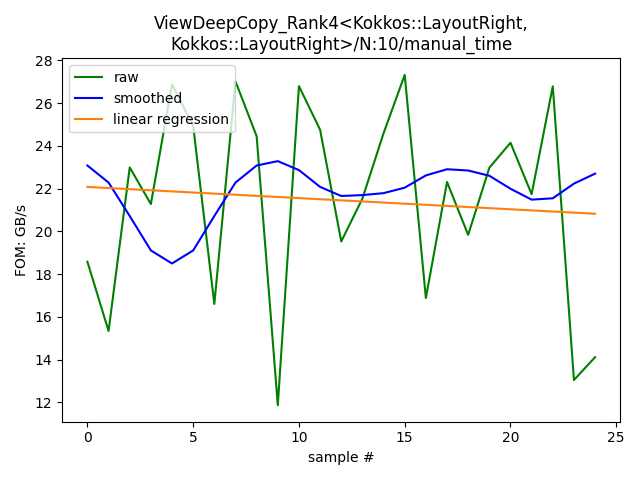 ViewDeepCopy_Rank4<Kokkos::LayoutRight,
Kokkos::LayoutRight>/N:10/manual_time
raw
smoothed
linear regression
FOM: GB/s
28
26
24
22
20
18
16
14
12
0
5
10
15
20
25
sample #